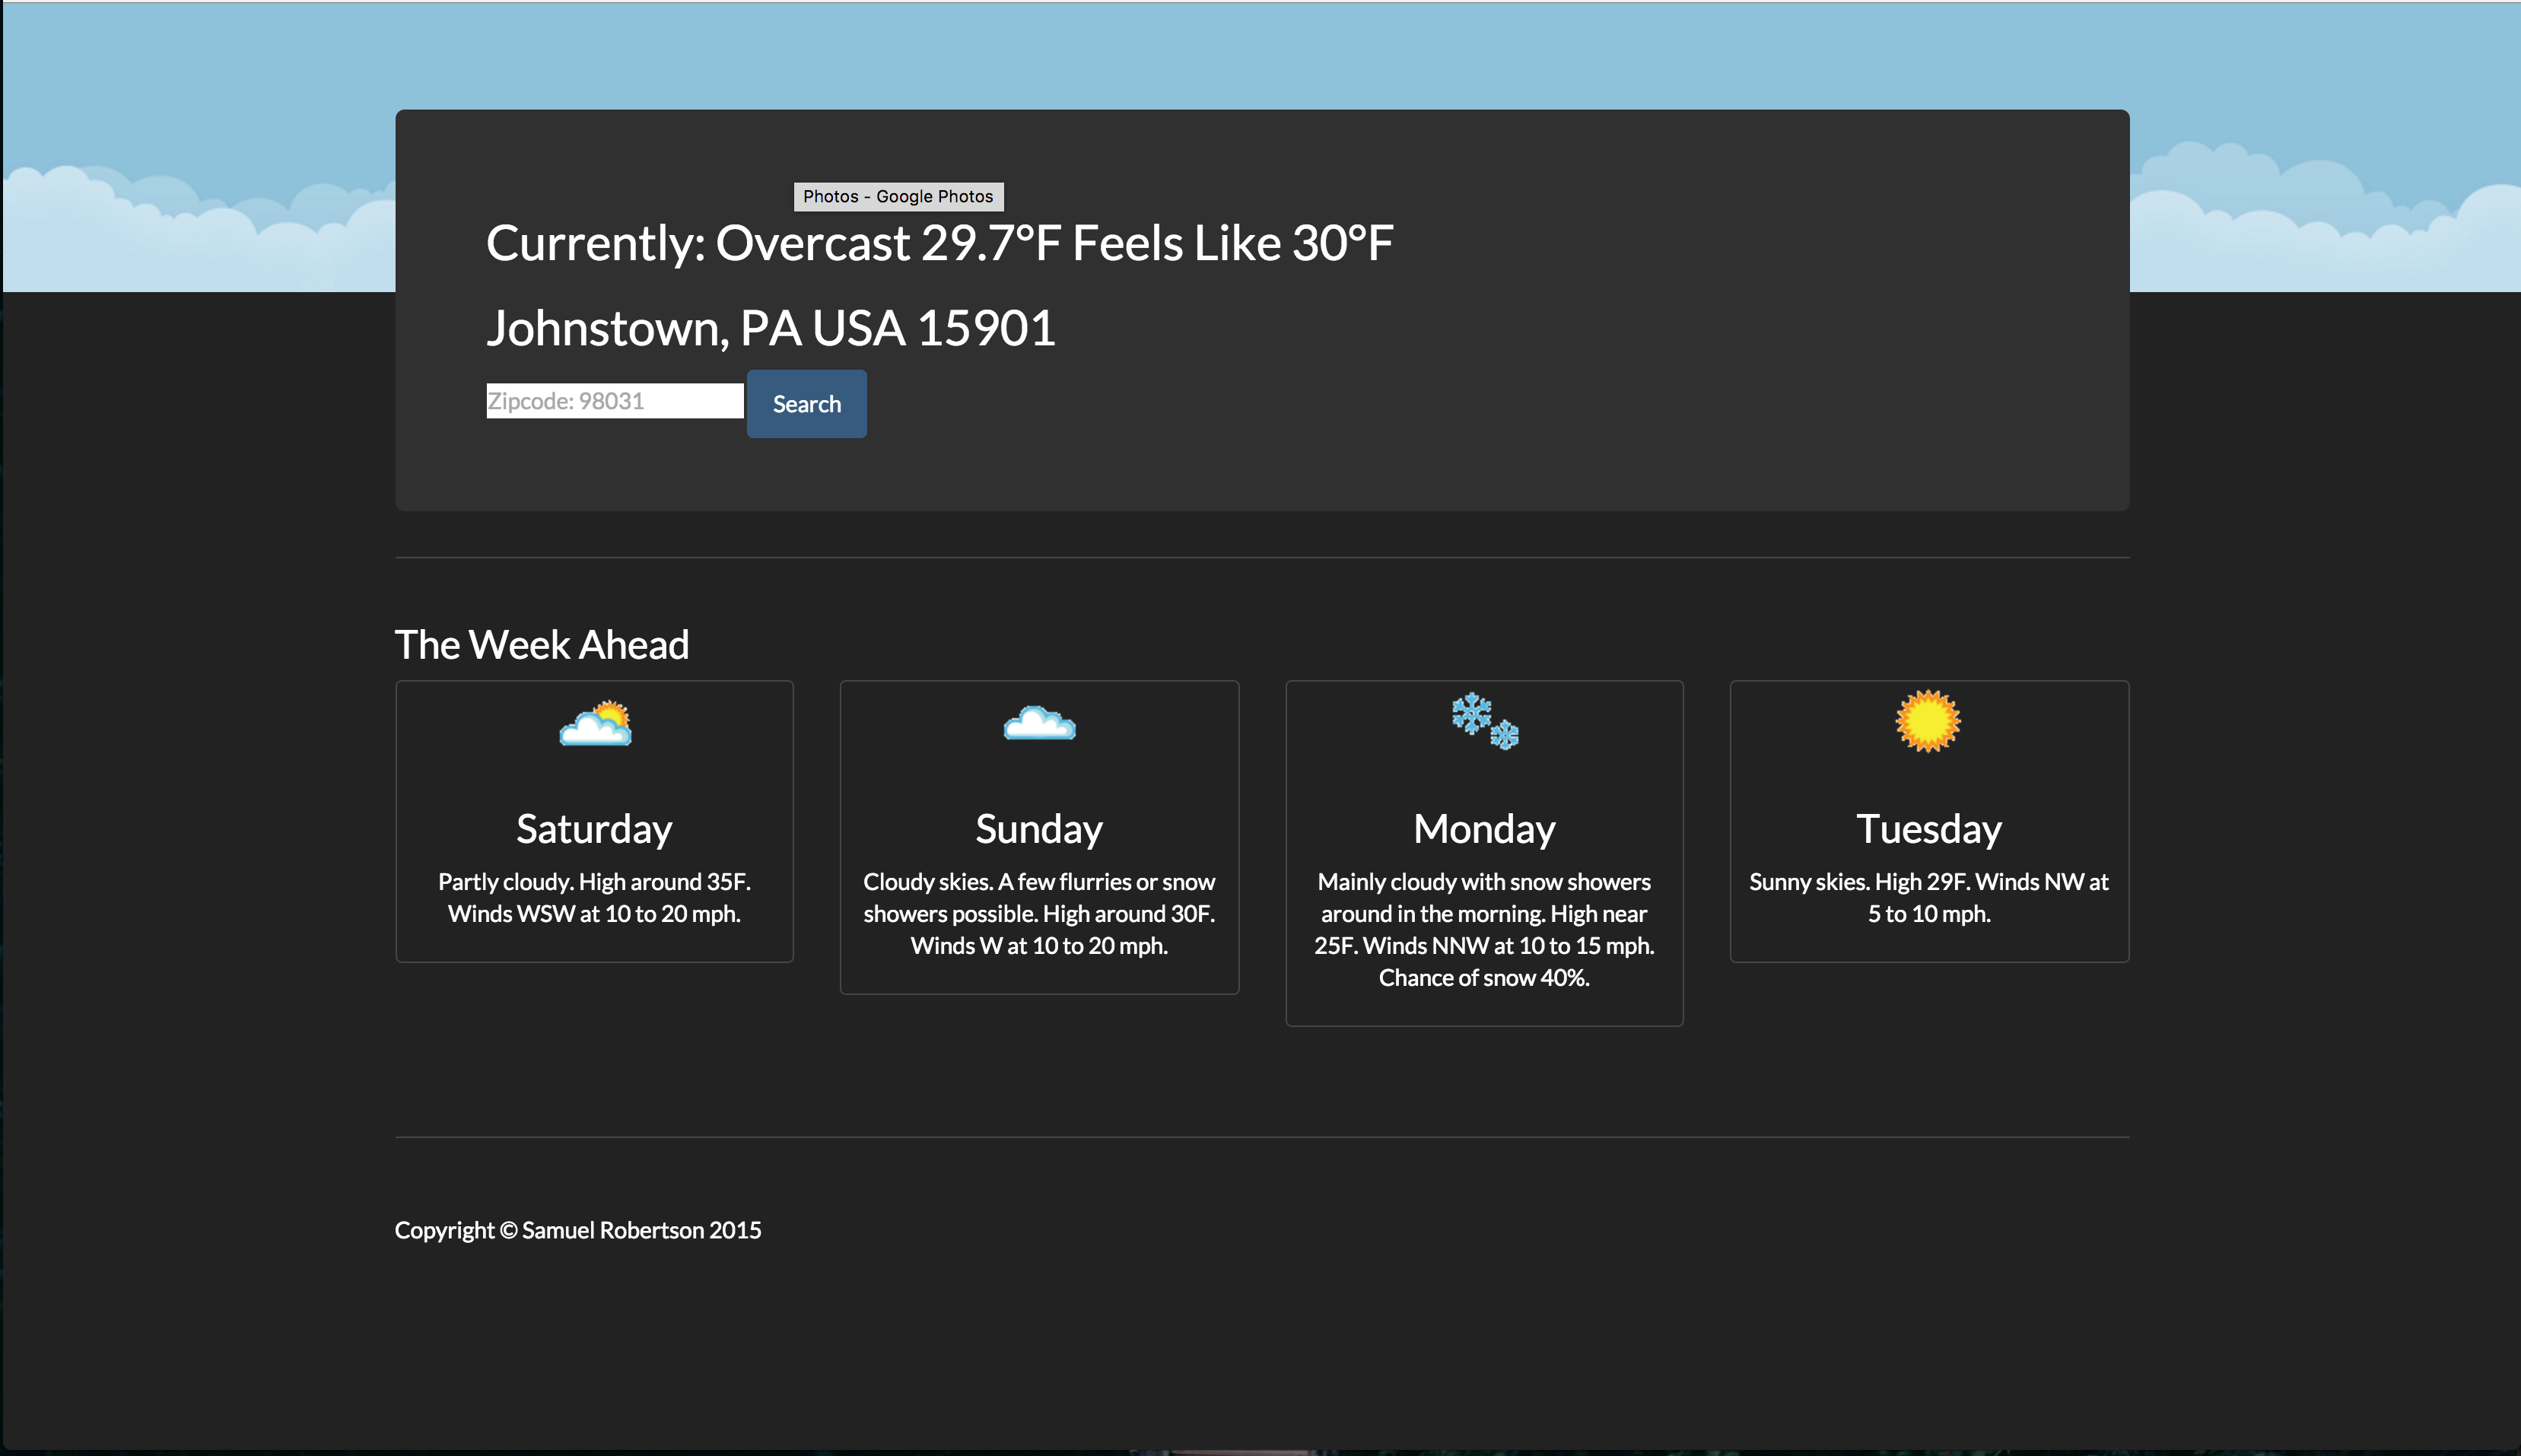 Photos - Google Photos
Currently: Overcast 29.7°F Feels Like 30°F
Johnstown, PA USA 15901
Zipcode: 98031
Search
The Week Ahead
Saturday
Partly cloudy. High around 35F.
Winds WSW at 10 to 20 mph.
Sunday
Cloudy skies. A few flurries or snow
showers possible. High around 30F.
Winds W at 10 to 20 mph.
Monday
Mainly cloudy with snow showers
around in the morning. High near
25F. Winds NNW at 10 to 15 mph.
Chance of snow 40%.
Tuesday
Sunny skies. High 29F. Winds NW at
5 to 10 mph.
Copyright © Samuel Robertson 2015